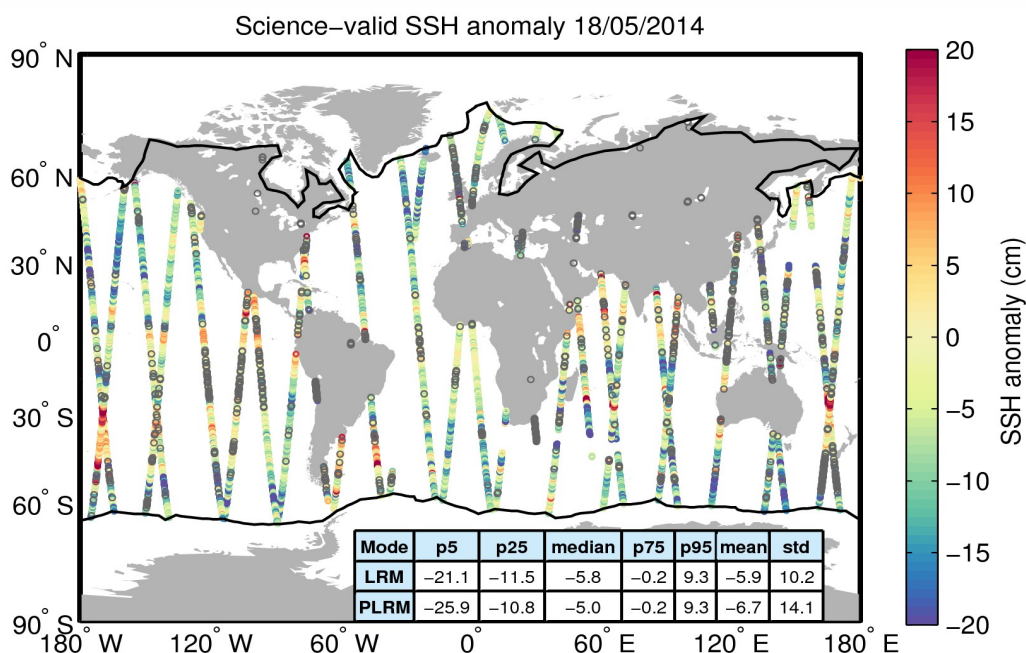 Science−valid SSH anomaly 18/05/2014
90° N
60° N
30° N
0°
30° S
60° S
90° S
180° W
120° W
60° W
0°
60° E
120° E
180° E
20
15
10
5
0
−5
−10
−15
−20
SSH anomaly (cm)
Mode p5 p25 median p75 p95 mean std
LRM −21.1 −11.5 −5.8 −0.2 9.3 −5.9 10.2
PLRM −25.9 −10.8 −5.0 −0.2 9.3 −6.7 14.1